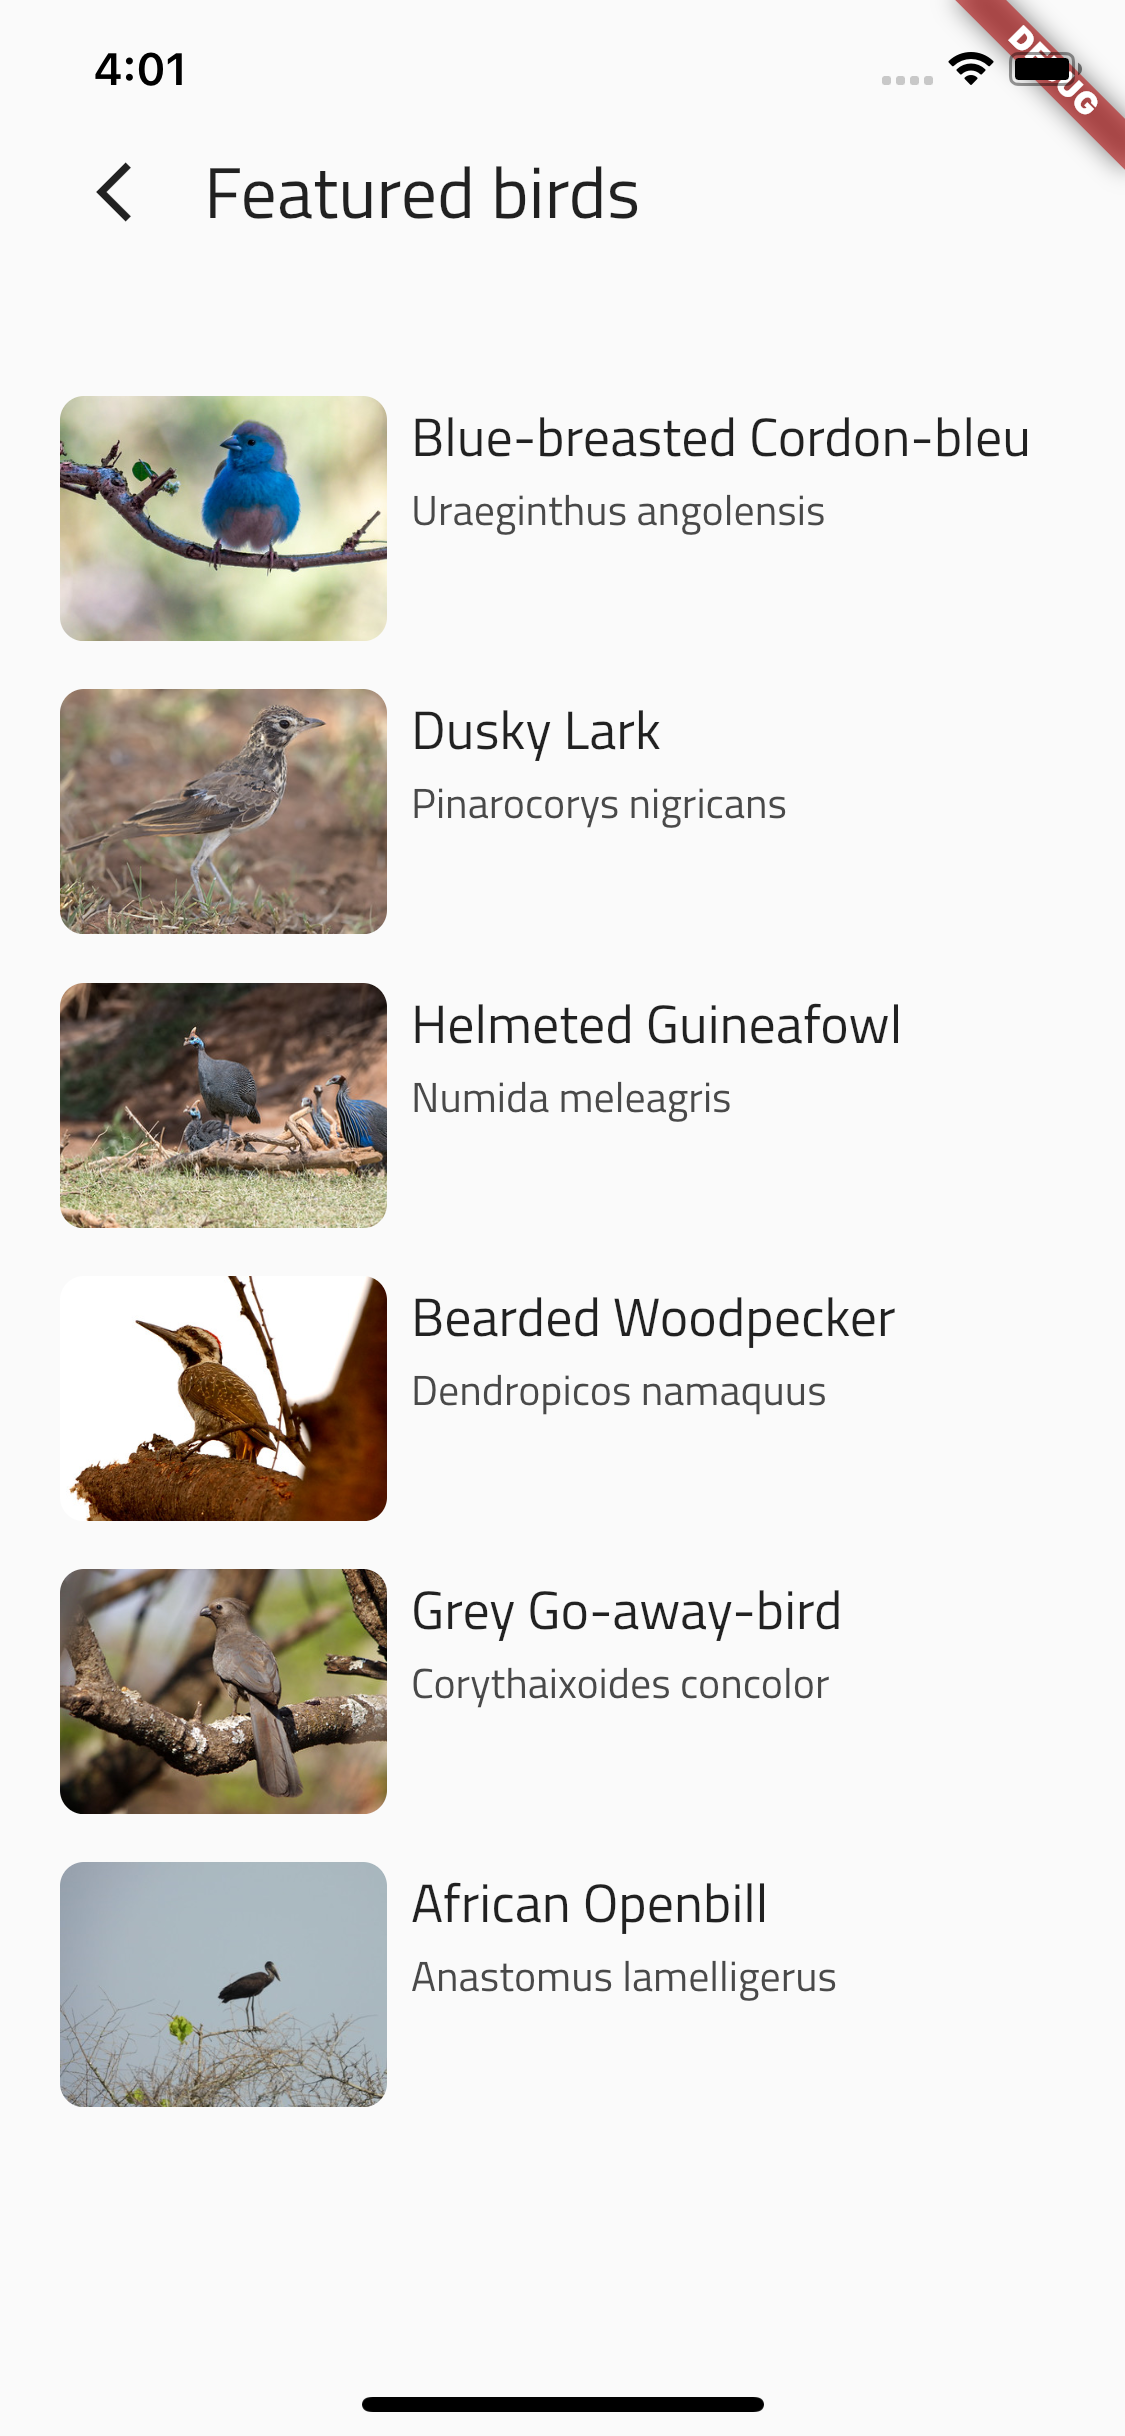 4:01
DEBUG
Featured birds
Blue-breasted Cordon-bleu
Uraeginthus angolensis
Dusky Lark
Pinarocorys nigricans
Helmeted Guineafowl
Numida meleagris
Bearded Woodpecker
Dendropicos namaquus
Grey Go-away-bird
Corythaixoides concolor
African Openbill
Anastomus lamelligerus